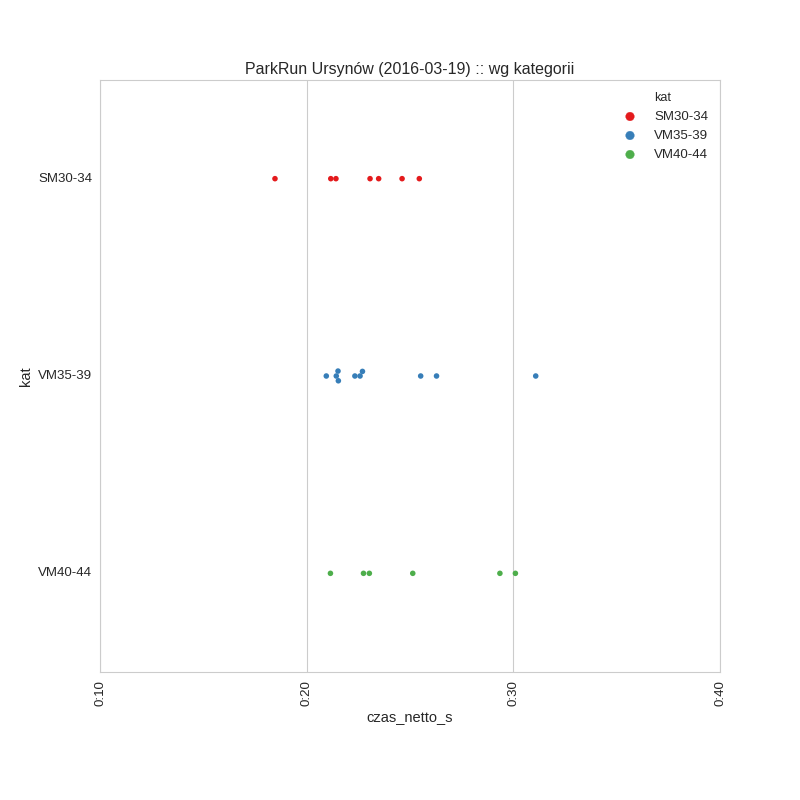 ParkRun Ursynów (2016-03-19) :: wg kategorii
kat
SM30-34
VM35-39
VM40-44
SM30-34
VM35-39
VM40-44
kat
0:10
0:20
0:30
0:40
czas_netto_s